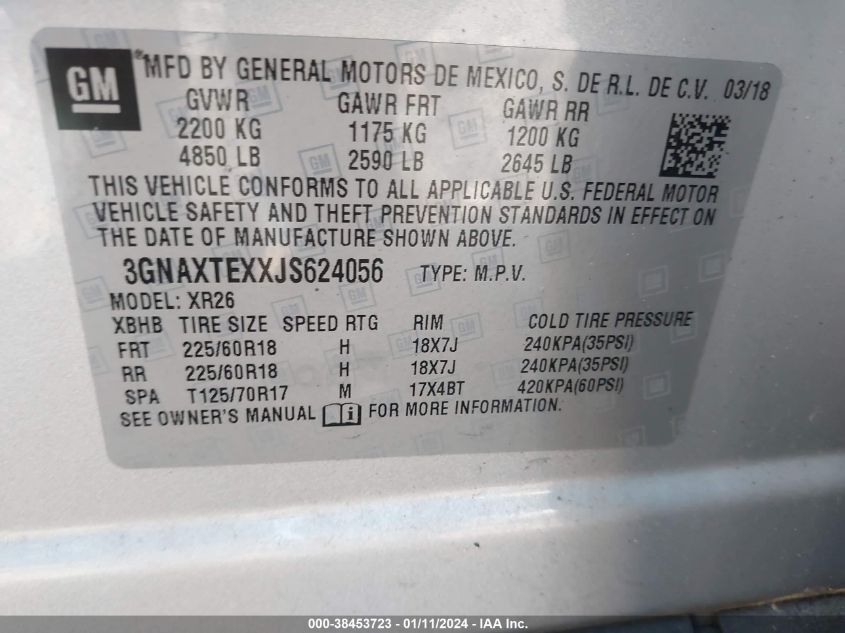 GM
MFD BY GENERAL MOTORS DE MEXICO, S. DE R.L. DE C.V. 03/18
GVWR GAWR FRT GAWR RR
2200 KG 1175 KG 1200 KG
4850 LB 2590 LB 2645 LB
THIS VEHICLE CONFORMS TO ALL APPLICABLE U.S. FEDERAL MOTOR
VEHICLE SAFETY AND THEFT PREVENTION STANDARDS IN EFFECT ON
THE DATE OF MANUFACTURE SHOWN ABOVE.
3GNAXTEXXJS624056 TYPE: M.P.V.
MODEL: XR26
XBHB TIRE SIZE SPEED RTG RIM COLD TIRE PRESSURE
FRT 225/60R18 H 18X7J 240KPA(35PSI)
RR 225/60R18 H 18X7J 240KPA(35PSI)
SPA T125/70R17 M 17X4BT 420KPA(60PSI)
SEE OWNER'S MANUAL FOR MORE INFORMATION.
000-38453723 - 01/11/2024 - IAA Inc.